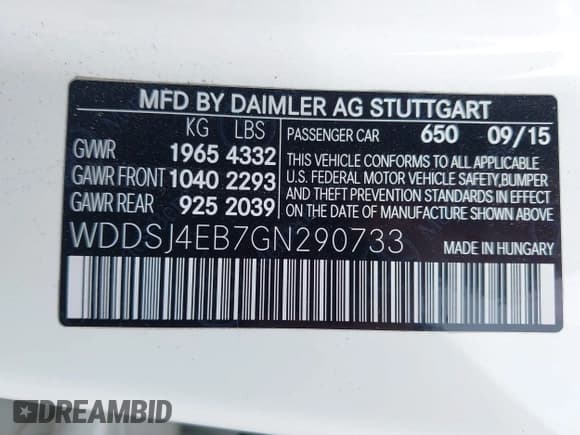 MFD BY DAIMLER AG STUTTGART
KG LBS
GVWR 1965 4332
GAWR FRONT 1040 2293
GAWR REAR 925 2039
PASSENGER CAR 650 09/15
THIS VEHICLE CONFORMS TO ALL APPLICABLE
U.S. FEDERAL MOTOR VEHICLE SAFETY,BUMPER
AND THEFT PREVENTION STANDARDS IN EFFECT
ON THE DATE OF MANUFACTURE SHOWN ABOVE.
WDDSJ4EB7GN290733 MADE IN HUNGARY
DREAMBID